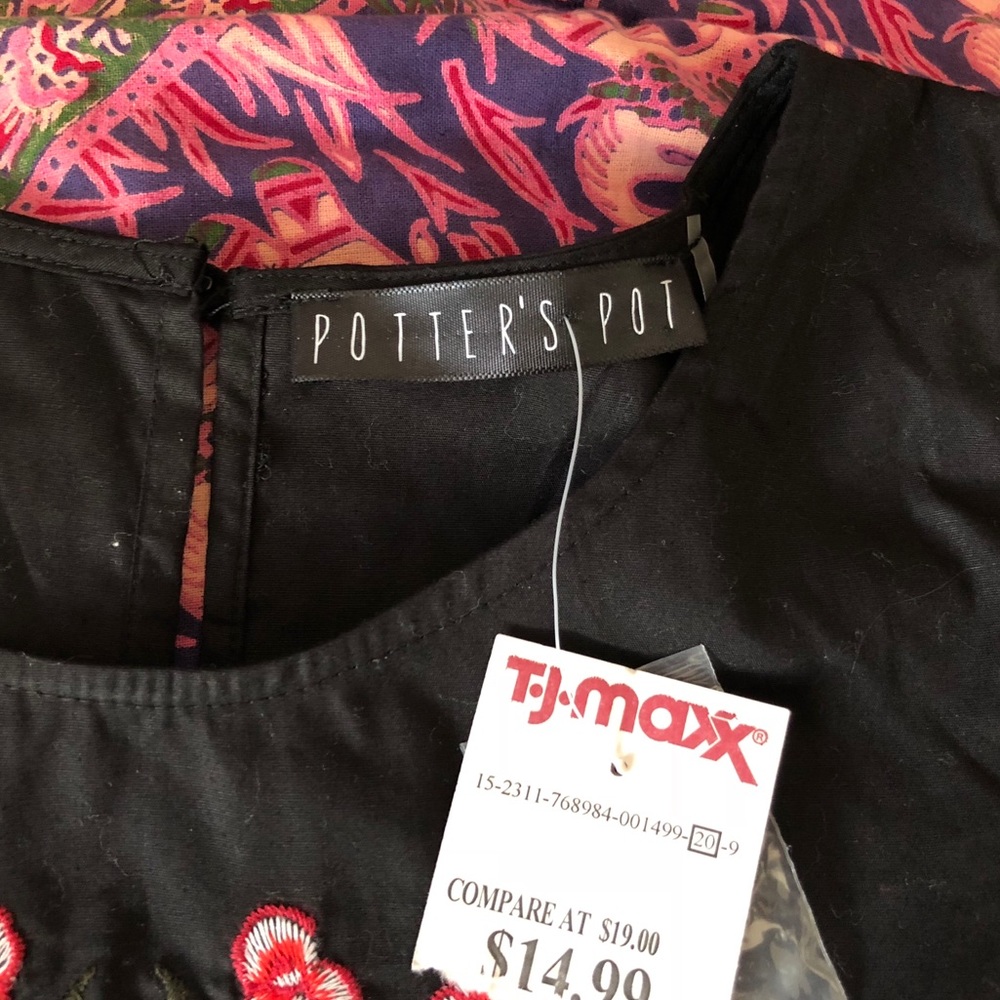 POTTER'S POT
T.J.maxx®
15-2311-768984-001499-20-9
COMPARE AT $19.00
$14.99